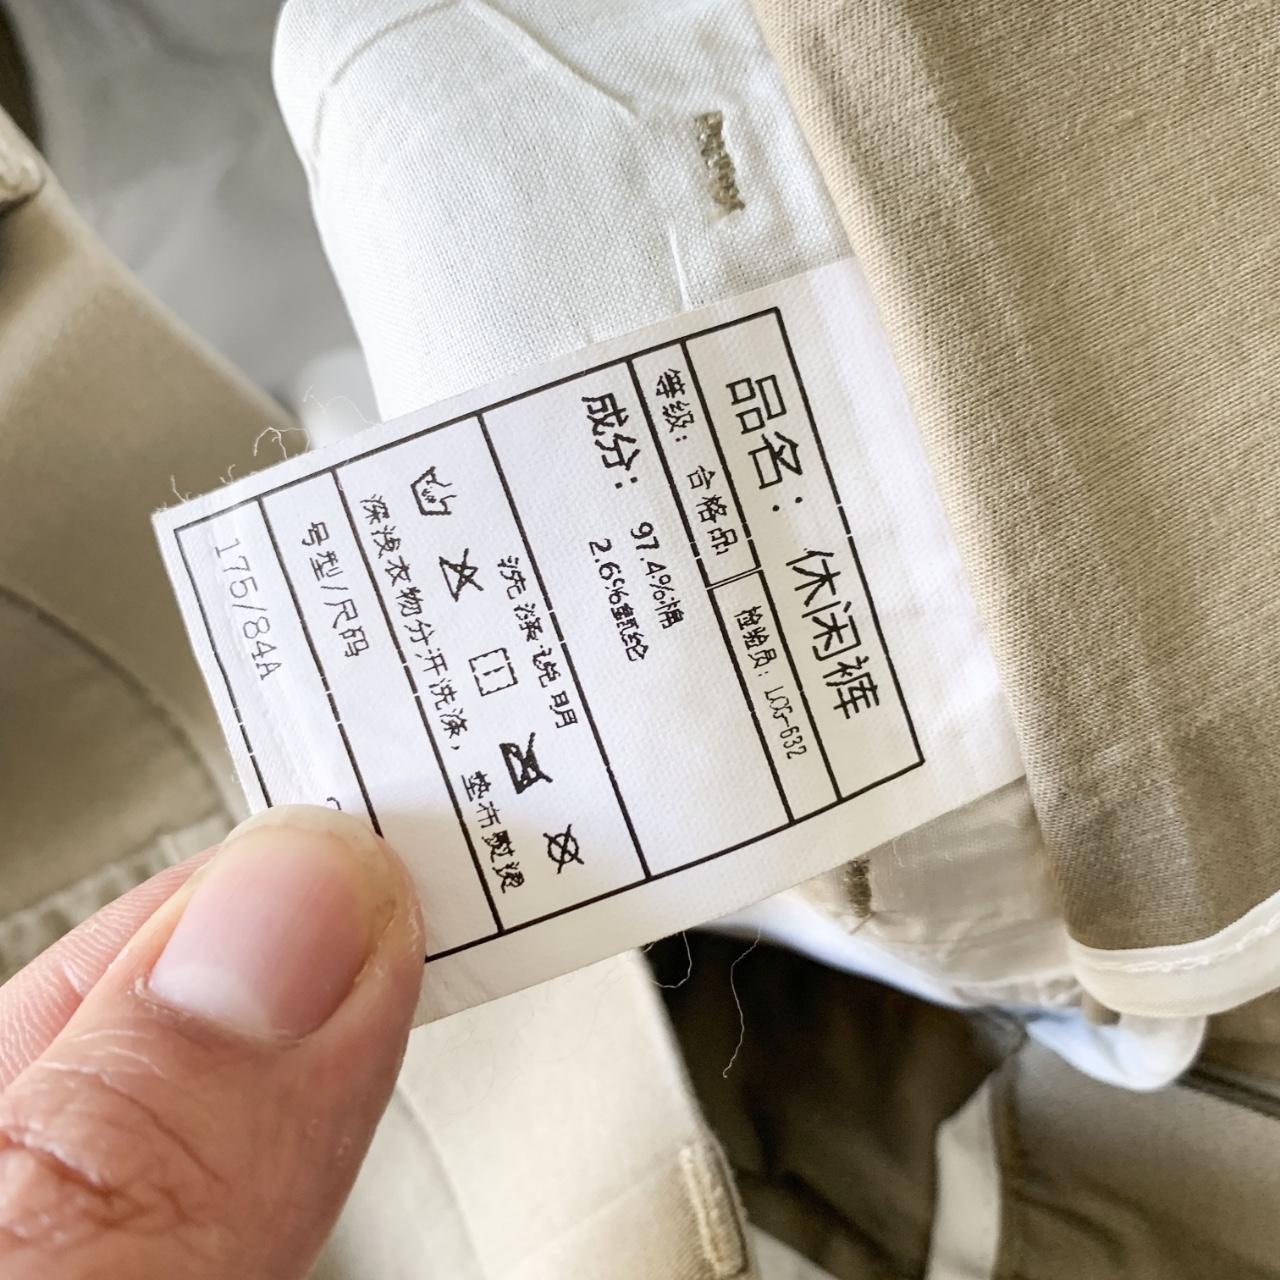 品名：休闲裤
等级：合格品
检验员：LCG-632
成分：97.4%棉
2.6%氨纶
洗涤说明
深浅衣物分开洗涤，垫布熨烫
号型/尺码
175/84A